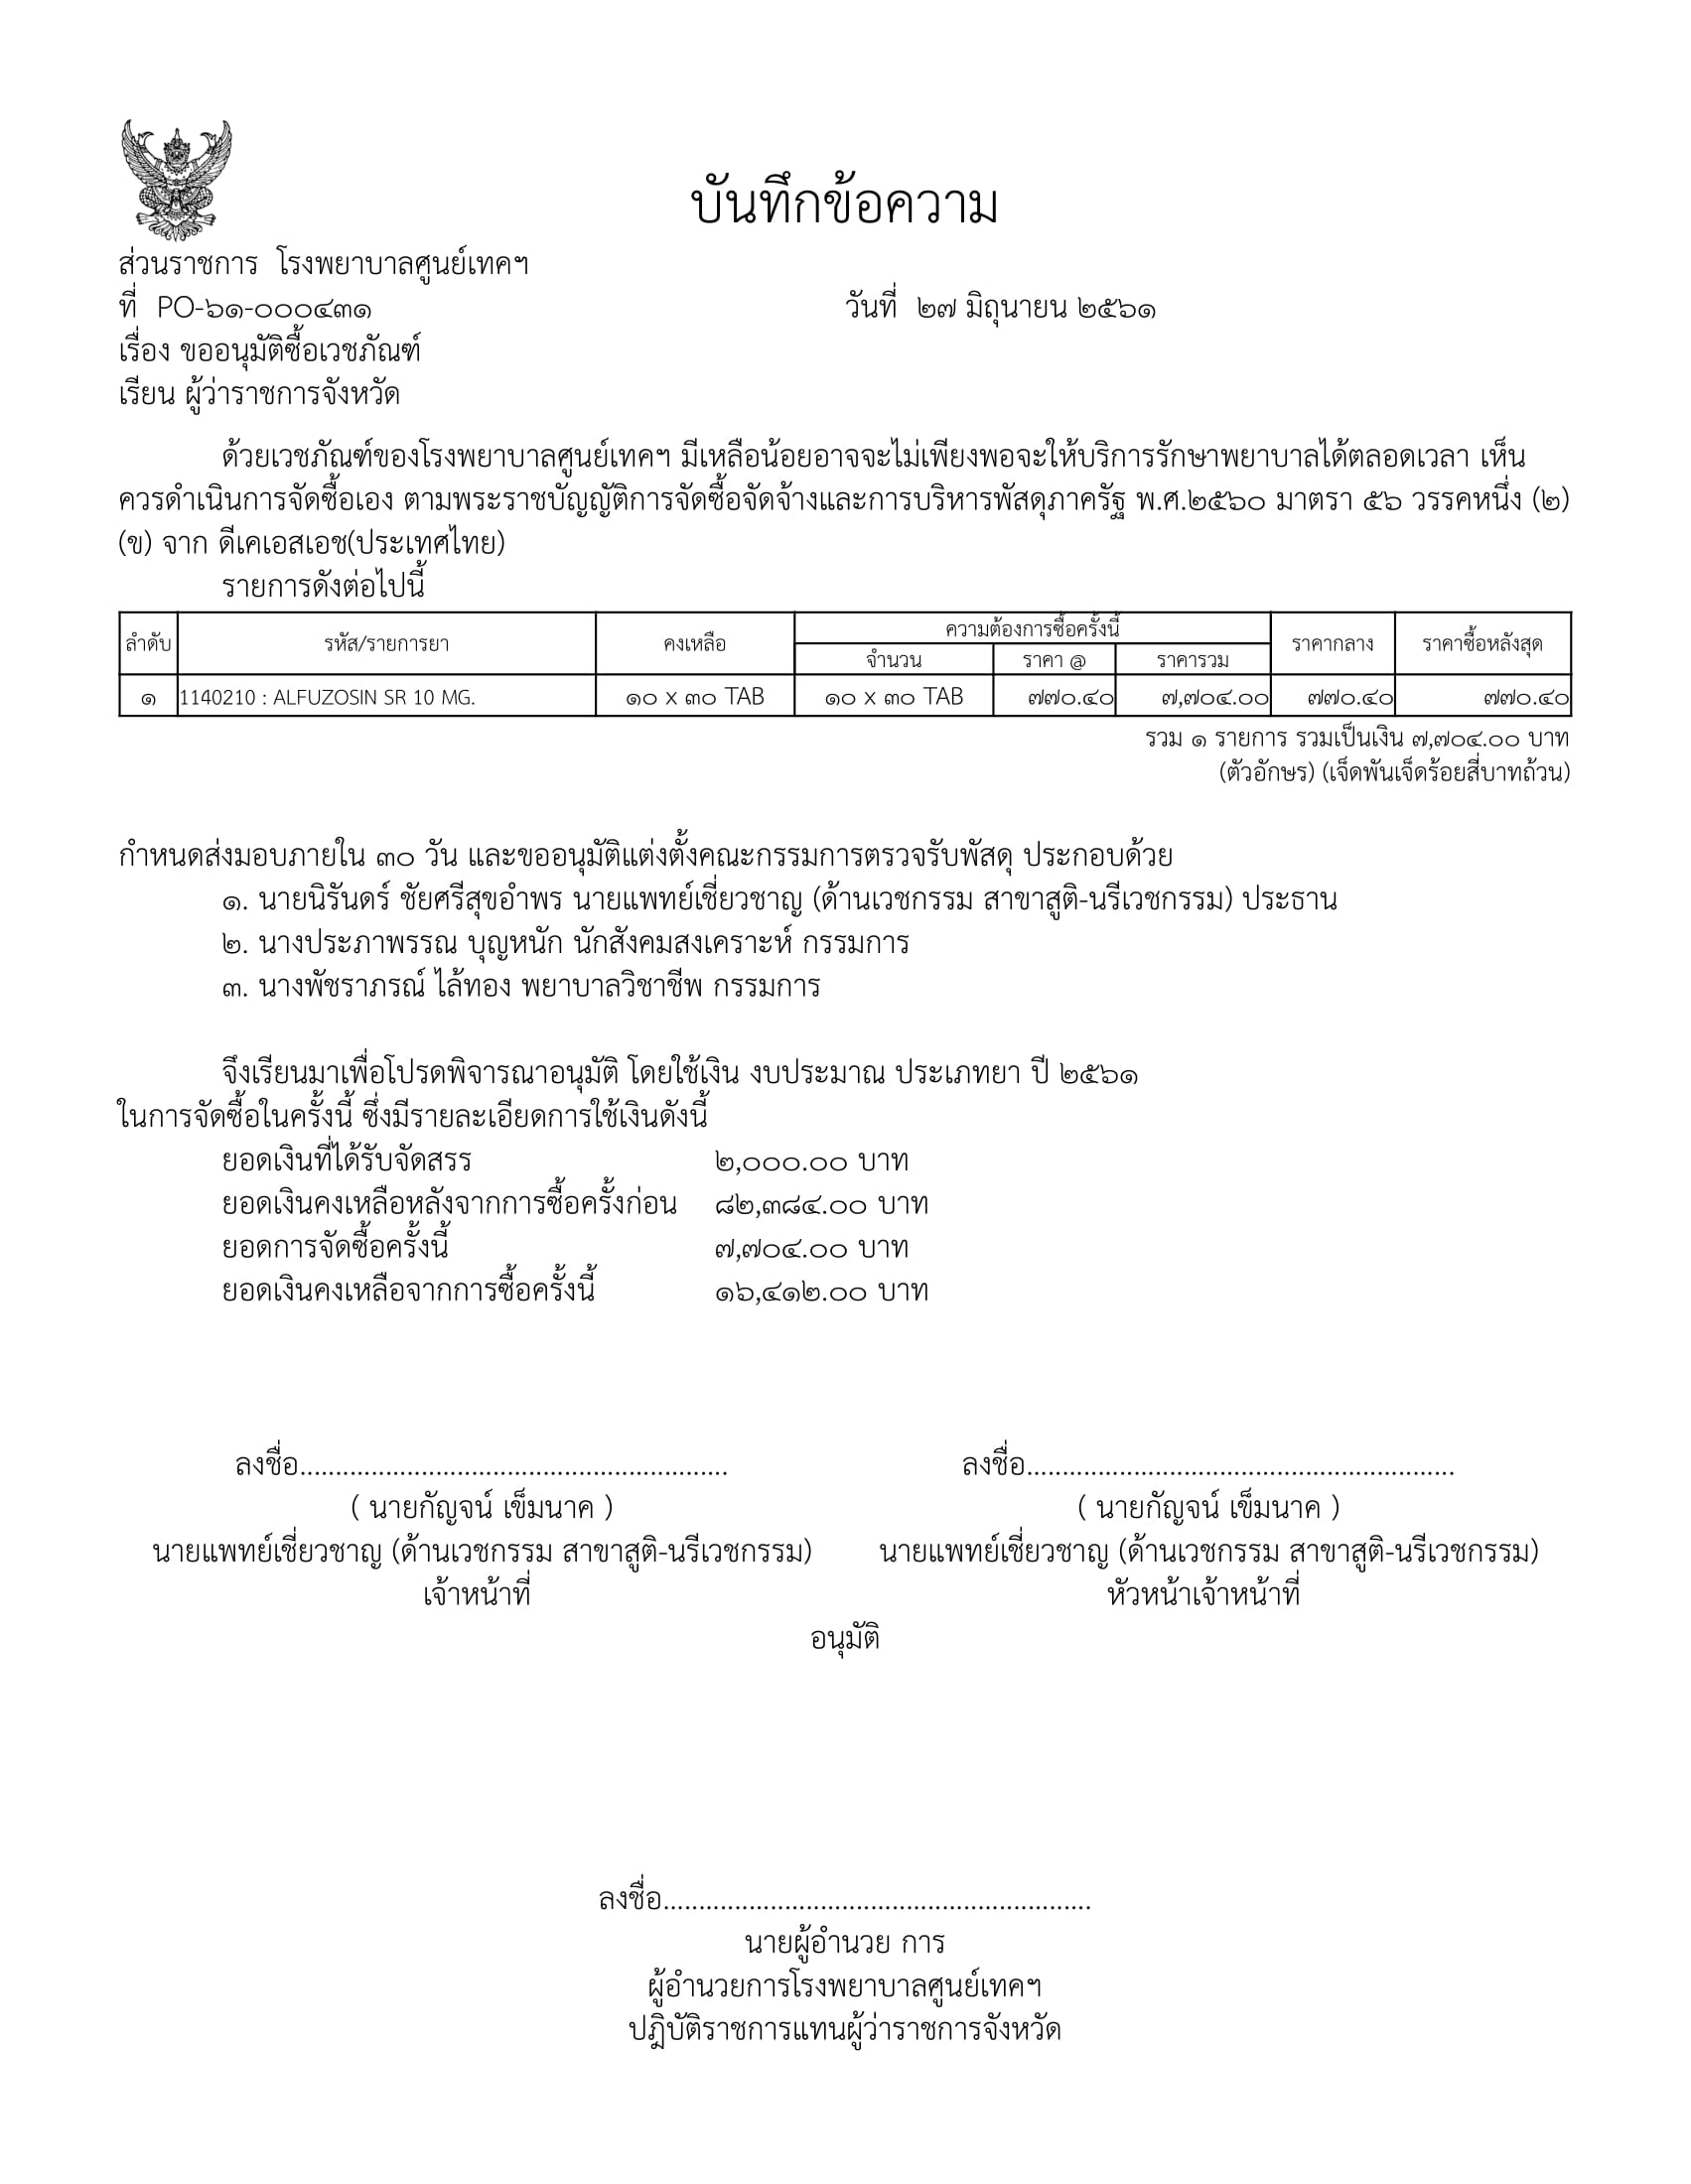 บันทึกข้อความ
ส่วนราชการ โรงพยาบาลศูนย์เทคฯ
ที่ PO-๖๑-๐๐๐๔๓๑ วันที่ ๒๗ มิถุนายน ๒๕๖๑
เรื่อง ขออนุมัติซื้อเวชภัณฑ์
เรียน ผู้ว่าราชการจังหวัด
ด้วยเวชภัณฑ์ของโรงพยาบาลศูนย์เทคฯ มีเหลือน้อยอาจจะไม่เพียงพอจะให้บริการรักษาพยาบาลได้ตลอดเวลา เห็น
ควรดำเนินการจัดซื้อเอง ตามพระราชบัญญัติการจัดซื้อจัดจ้างและการบริหารพัสดุภาครัฐ พ.ศ.๒๕๖๐ มาตรา ๕๖ วรรคหนึ่ง (๒)
(ข) จาก ดีเคเอสเอช(ประเทศไทย)
รายการดังต่อไปนี้
ลำดับ รหัส/รายการยา คงเหลือ ความต้องการซื้อครั้งนี้ ราคากลาง ราคาซื้อหลังสุด
จำนวน ราคา @ ราคารวม
๑ 1140210 : ALFUZOSIN SR 10 MG. ๑๐ x ๓๐ TAB ๑๐ x ๓๐ TAB ๗๗๐.๔๐ ๗,๗๐๔.๐๐ ๗๗๐.๔๐ ๗๗๐.๔๐
รวม ๑ รายการ รวมเป็นเงิน ๗,๗๐๔.๐๐ บาท
(ตัวอักษร) (เจ็ดพันเจ็ดร้อยสี่บาทถ้วน)
กำหนดส่งมอบภายใน ๓๐ วัน และขออนุมัติแต่งตั้งคณะกรรมการตรวจรับพัสดุ ประกอบด้วย
๑. นายนิรันดร์ ชัยศรีสุขอำพร นายแพทย์เชี่ยวชาญ (ด้านเวชกรรม สาขาสูติ-นรีเวชกรรม) ประธาน
๒. นางประภาพรรณ บุญหนัก นักสังคมสงเคราะห์ กรรมการ
๓. นางพัชราภรณ์ ไล้ทอง พยาบาลวิชาชีพ กรรมการ
จึงเรียนมาเพื่อโปรดพิจารณาอนุมัติ โดยใช้เงิน งบประมาณ ประเภทยา ปี ๒๕๖๑
ในการจัดซื้อในครั้งนี้ ซึ่งมีรายละเอียดการใช้เงินดังนี้
ยอดเงินที่ได้รับจัดสรร ๒,๐๐๐.๐๐ บาท
ยอดเงินคงเหลือหลังจากการซื้อครั้งก่อน ๘๒,๓๘๔.๐๐ บาท
ยอดการจัดซื้อครั้งนี้ ๗,๗๐๔.๐๐ บาท
ยอดเงินคงเหลือจากการซื้อครั้งนี้ ๑๖,๔๑๒.๐๐ บาท
ลงชื่อ............................................................ ลงชื่อ............................................................
( นายกัญจน์ เข็มนาค ) ( นายกัญจน์ เข็มนาค )
นายแพทย์เชี่ยวชาญ (ด้านเวชกรรม สาขาสูติ-นรีเวชกรรม) นายแพทย์เชี่ยวชาญ (ด้านเวชกรรม สาขาสูติ-นรีเวชกรรม)
เจ้าหน้าที่ หัวหน้าเจ้าหน้าที่
อนุมัติ
ลงชื่อ............................................................
นายผู้อำนวย การ
ผู้อำนวยการโรงพยาบาลศูนย์เทคฯ
ปฎิบัติราชการแทนผู้ว่าราชการจังหวัด